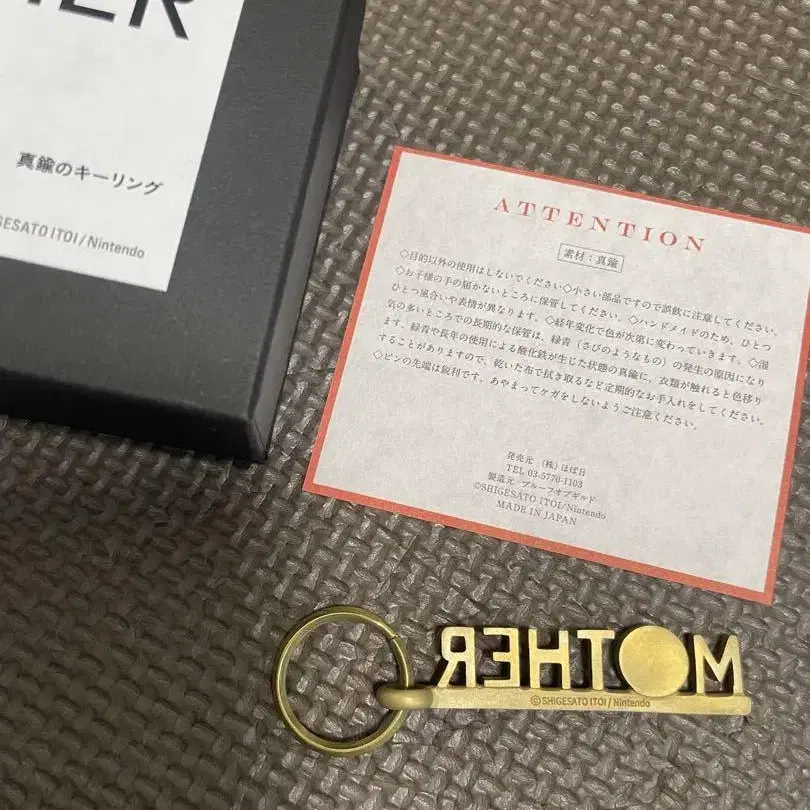 HER
真鍮のキーリング
GESATO ITOI / Nintendo
ATTENTION
素材：真鍮
◇目的以外の使用はしないでください◇小さい部品ですので誤飲に注意してください。
◇お子様の手の届かないところに保管してください。◇ハンドメイドのため、ひとつ
ひとつ風合いや表情が異なります。◇経年変化で色が次第に変わっていきます。◇湿
気の多いところでの長期的な保管は、緑青（さびのようなもの）の発生の原因になり
ます。緑青や長年の使用による酸化鉄が生じた状態の真鍮に、衣類が触れると色移り
することがありますので、乾いた布で拭き取るなど定期的なお手入れをしてください。
◇ピンの先端は鋭利です。あやまってケガをしないようご注意ください。
発売元　（株）ほぼ日
TEL 03-5770-1103
製造元　ブルーフオブギルド
©SHIGESATO ITOI/Nintendo
MADE IN JAPAN
MOTHER
©SHIGESATO ITOI / Nintendo